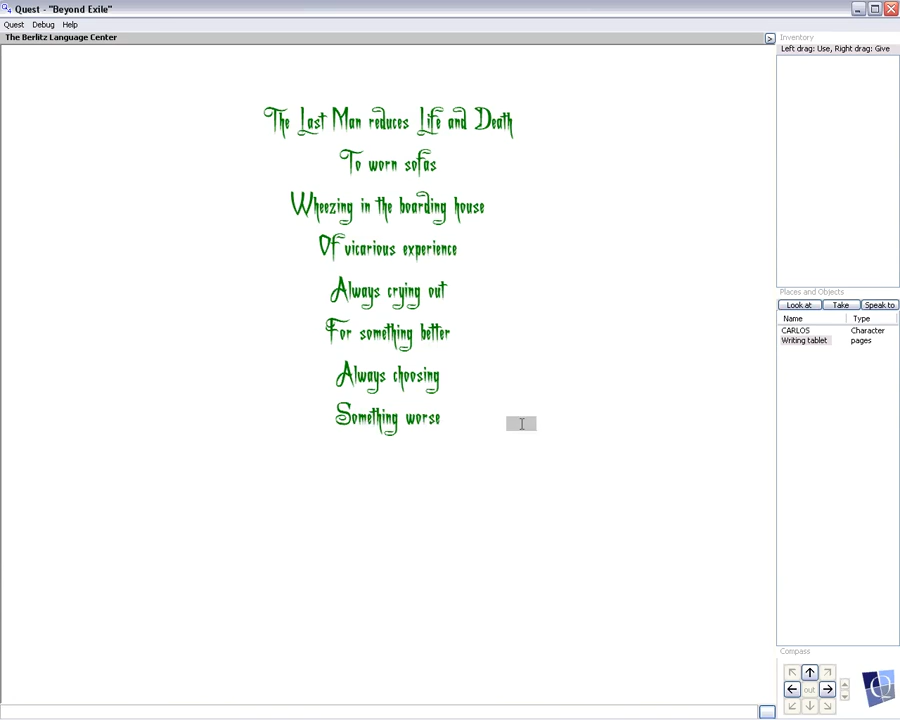 Quest - "Beyond Exile"
Quest Debug Help
The Berlitz Language Center
>
Inventory
Left drag: Use, Right drag: Give
The Last Man reduces Life and Death
To worn sofas
Wheezing in the boarding house
Of vicarious experience
Always crying out
For something better
Always choosing
Something worse
Places and Objects
Look at Take Speak to
Name Type
CARLOS Character
Writing tablet pages
Compass
out